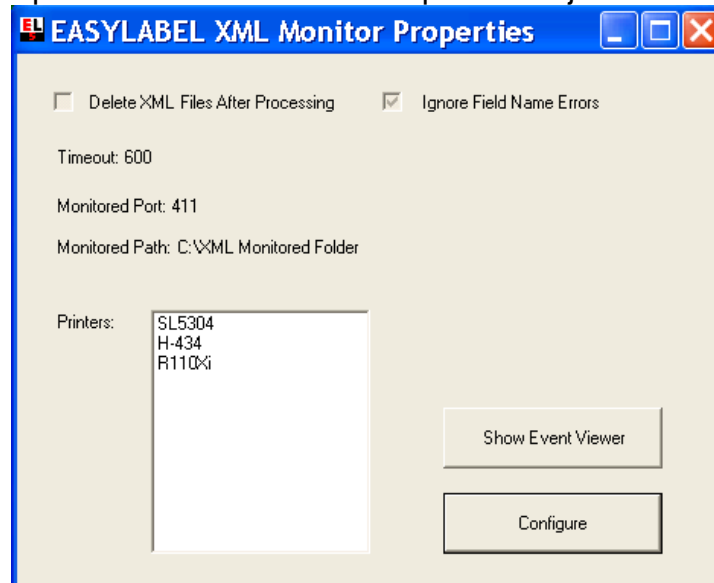 EASYLABEL XML Monitor Properties
Delete XML Files After Processing
Ignore Field Name Errors
Timeout: 600
Monitored Port: 411
Monitored Path: C:\XML Monitored Folder
Printers:
SL5304
H-434
R110Xi
Show Event Viewer
Configure